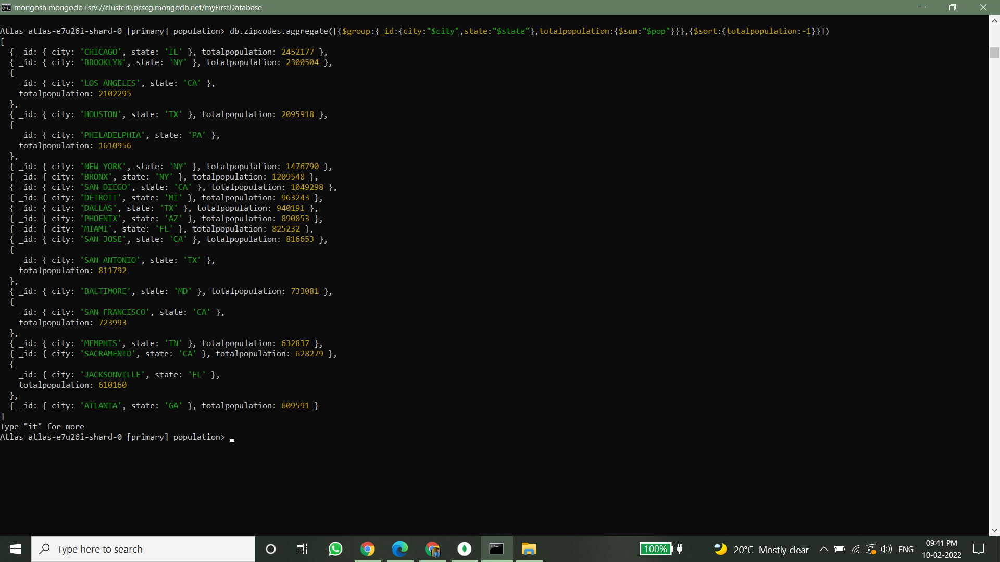 mongosh mongodb+srv://cluster0.pcscg.mongodb.net/myFirstDatabase
Atlas atlas-e7u26i-shard-0 [primary] population> db.zipcodes.aggregate([{$group:{_id:{city:"$city",state:"$state"},totalpopulation:{$sum:"$pop"}}},{$sort:{totalpopulation:-1}}])
[
  { _id: { city: 'CHICAGO', state: 'IL' }, totalpopulation: 2452177 },
  { _id: { city: 'BROOKLYN', state: 'NY' }, totalpopulation: 2300504 },
  {
    _id: { city: 'LOS ANGELES', state: 'CA' },
    totalpopulation: 2102295
  },
  { _id: { city: 'HOUSTON', state: 'TX' }, totalpopulation: 2095918 },
  {
    _id: { city: 'PHILADELPHIA', state: 'PA' },
    totalpopulation: 1610956
  },
  { _id: { city: 'NEW YORK', state: 'NY' }, totalpopulation: 1476790 },
  { _id: { city: 'BRONX', state: 'NY' }, totalpopulation: 1209548 },
  { _id: { city: 'SAN DIEGO', state: 'CA' }, totalpopulation: 1049298 },
  { _id: { city: 'DETROIT', state: 'MI' }, totalpopulation: 963243 },
  { _id: { city: 'DALLAS', state: 'TX' }, totalpopulation: 940191 },
  { _id: { city: 'PHOENIX', state: 'AZ' }, totalpopulation: 890853 },
  { _id: { city: 'MIAMI', state: 'FL' }, totalpopulation: 825232 },
  { _id: { city: 'SAN JOSE', state: 'CA' }, totalpopulation: 816653 },
  {
    _id: { city: 'SAN ANTONIO', state: 'TX' },
    totalpopulation: 811792
  },
  { _id: { city: 'BALTIMORE', state: 'MD' }, totalpopulation: 733081 },
  {
    _id: { city: 'SAN FRANCISCO', state: 'CA' },
    totalpopulation: 723993
  },
  { _id: { city: 'MEMPHIS', state: 'TN' }, totalpopulation: 632837 },
  { _id: { city: 'SACRAMENTO', state: 'CA' }, totalpopulation: 628279 },
  {
    _id: { city: 'JACKSONVILLE', state: 'FL' },
    totalpopulation: 610160
  },
  { _id: { city: 'ATLANTA', state: 'GA' }, totalpopulation: 609591 }
]
Type "it" for more
Atlas atlas-e7u26i-shard-0 [primary] population>
Type here to search
100%
20°C Mostly clear
ENG
09:41 PM
10-02-2022